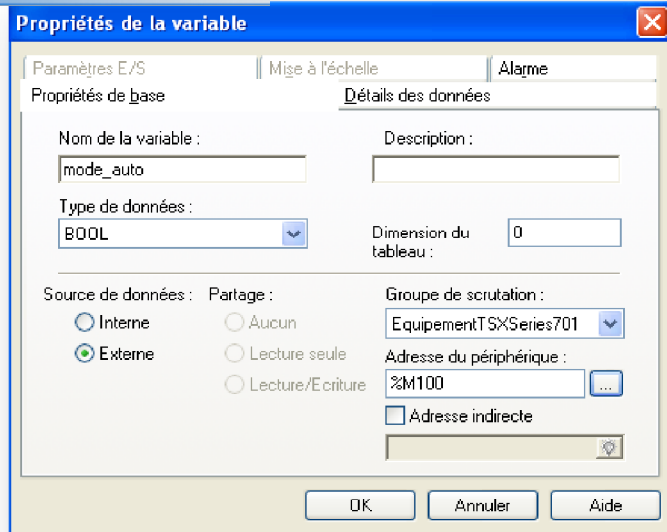 Propriétés de la variable
Paramètres E/S
Mise à l'échelle
Alarme
Propriétés de base
Détails des données
Nom de la variable :
Description :
mode_auto
Type de données :
BOOL
Dimension du
tableau :
0
Source de données :
Partage :
Groupe de scrutation :
Interne
Aucun
EquipementTSXSeries701
Externe
Lecture seule
Adresse du périphérique :
Lecture/Ecriture
%M100
...
Adresse indirecte
OK
Annuler
Aide